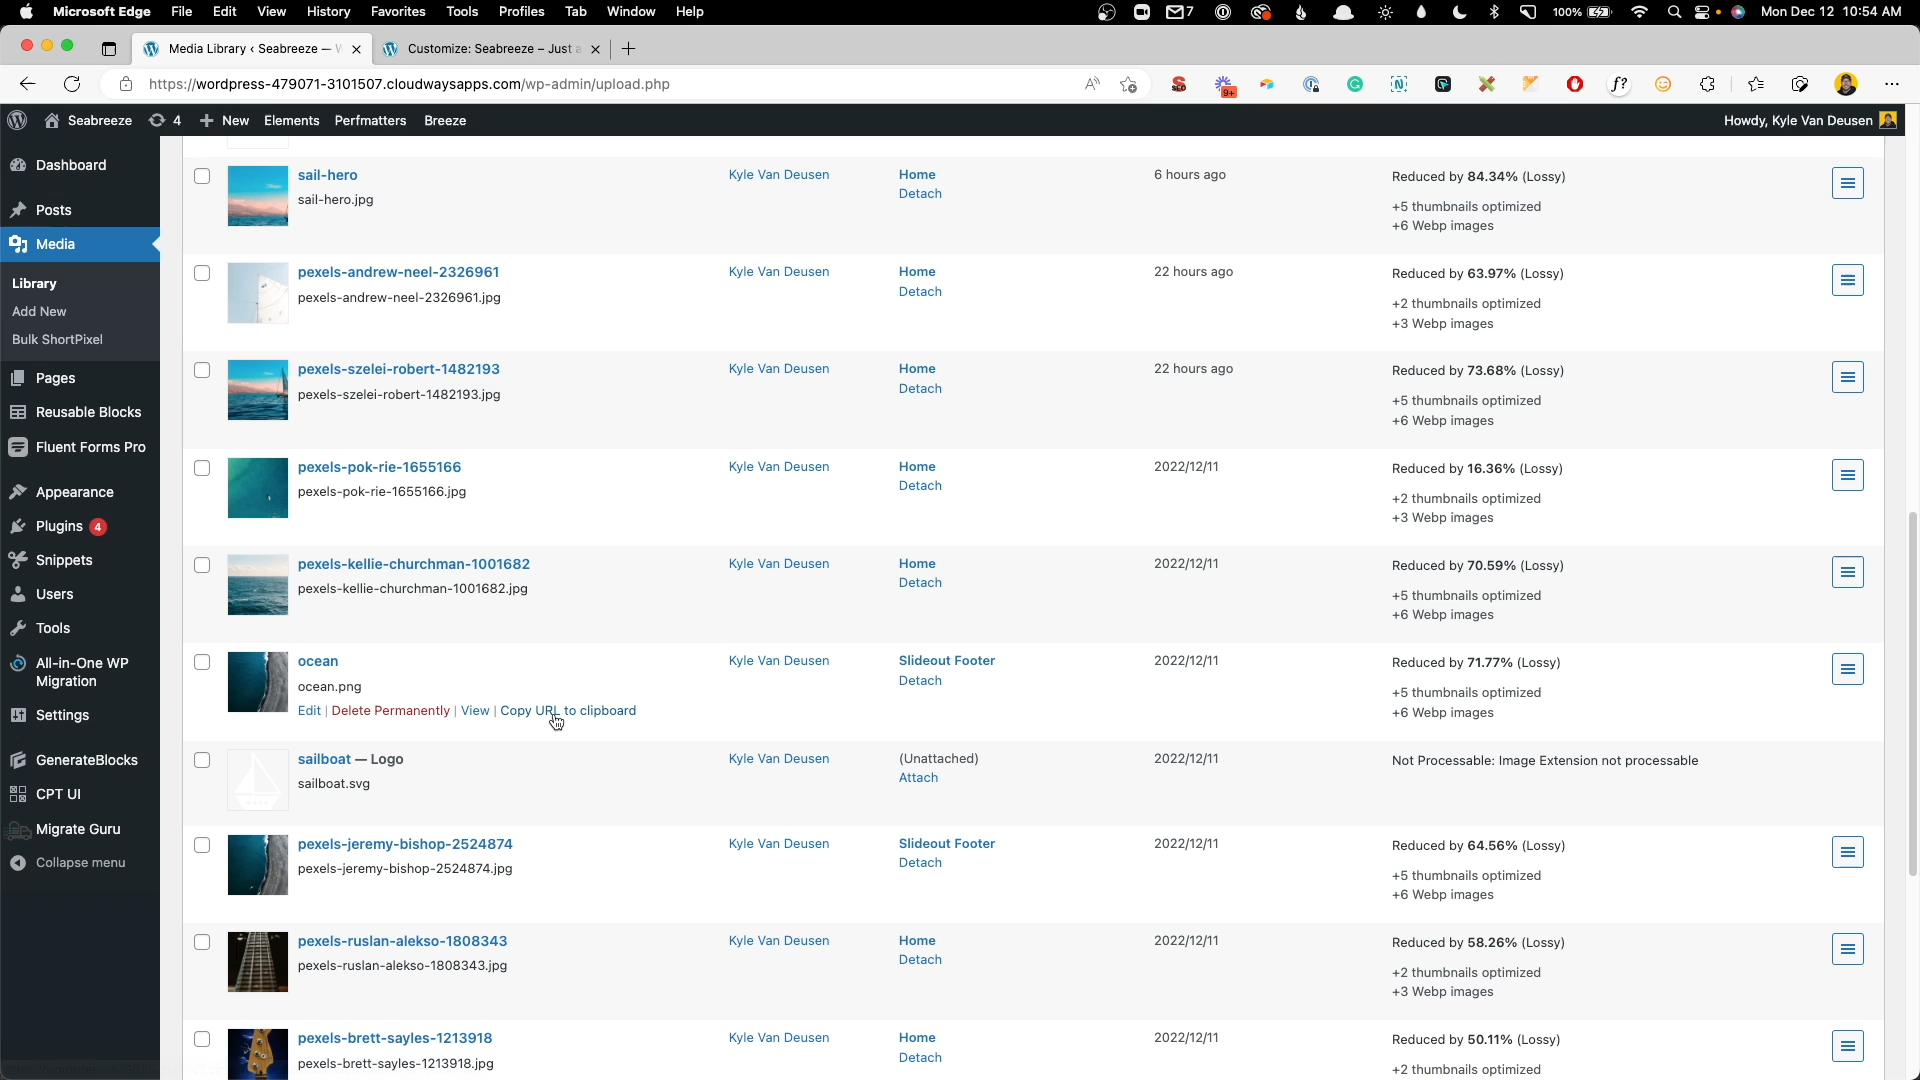 Microsoft Edge File Edit View History Favorites Tools Profiles Tab Window Help 7 100% Mon Dec 12 10:54 AM
Media Library ‹ Seabreeze — W Customize: Seabreeze – Just a
https://wordpress-479071-3101507.cloudwaysapps.com/wp-admin/upload.php 9+ f?
Seabreeze 4 New Elements Perfmatters Breeze Howdy, Kyle Van Deusen
Dashboard
Posts
Media
Library
Add New
Bulk ShortPixel
Pages
Reusable Blocks
Fluent Forms Pro
Appearance
Plugins 4
Snippets
Users
Tools
All-in-One WP
Migration
Settings
GenerateBlocks
CPT UI
Migrate Guru
Collapse menu
sail-hero Kyle Van Deusen Home 6 hours ago Reduced by 84.34% (Lossy)
sail-hero.jpg Detach
+5 thumbnails optimized
+6 Webp images
pexels-andrew-neel-2326961 Kyle Van Deusen Home 22 hours ago Reduced by 63.97% (Lossy)
pexels-andrew-neel-2326961.jpg Detach
+2 thumbnails optimized
+3 Webp images
pexels-szelei-robert-1482193 Kyle Van Deusen Home 22 hours ago Reduced by 73.68% (Lossy)
pexels-szelei-robert-1482193.jpg Detach
+5 thumbnails optimized
+6 Webp images
pexels-pok-rie-1655166 Kyle Van Deusen Home 2022/12/11 Reduced by 16.36% (Lossy)
pexels-pok-rie-1655166.jpg Detach
+2 thumbnails optimized
+3 Webp images
pexels-kellie-churchman-1001682 Kyle Van Deusen Home 2022/12/11 Reduced by 70.59% (Lossy)
pexels-kellie-churchman-1001682.jpg Detach
+5 thumbnails optimized
+6 Webp images
ocean Kyle Van Deusen Slideout Footer 2022/12/11 Reduced by 71.77% (Lossy)
ocean.png Detach
+5 thumbnails optimized
Edit | Delete Permanently | View | Copy URL to clipboard +6 Webp images
sailboat — Logo Kyle Van Deusen (Unattached) 2022/12/11 Not Processable: Image Extension not processable
sailboat.svg Attach
pexels-jeremy-bishop-2524874 Kyle Van Deusen Slideout Footer 2022/12/11 Reduced by 64.56% (Lossy)
pexels-jeremy-bishop-2524874.jpg Detach
+5 thumbnails optimized
+6 Webp images
pexels-ruslan-alekso-1808343 Kyle Van Deusen Home 2022/12/11 Reduced by 58.26% (Lossy)
pexels-ruslan-alekso-1808343.jpg Detach
+2 thumbnails optimized
+3 Webp images
pexels-brett-sayles-1213918 Kyle Van Deusen Home 2022/12/11 Reduced by 50.11% (Lossy)
pexels-brett-sayles-1213918.jpg Detach
+2 thumbnails optimized